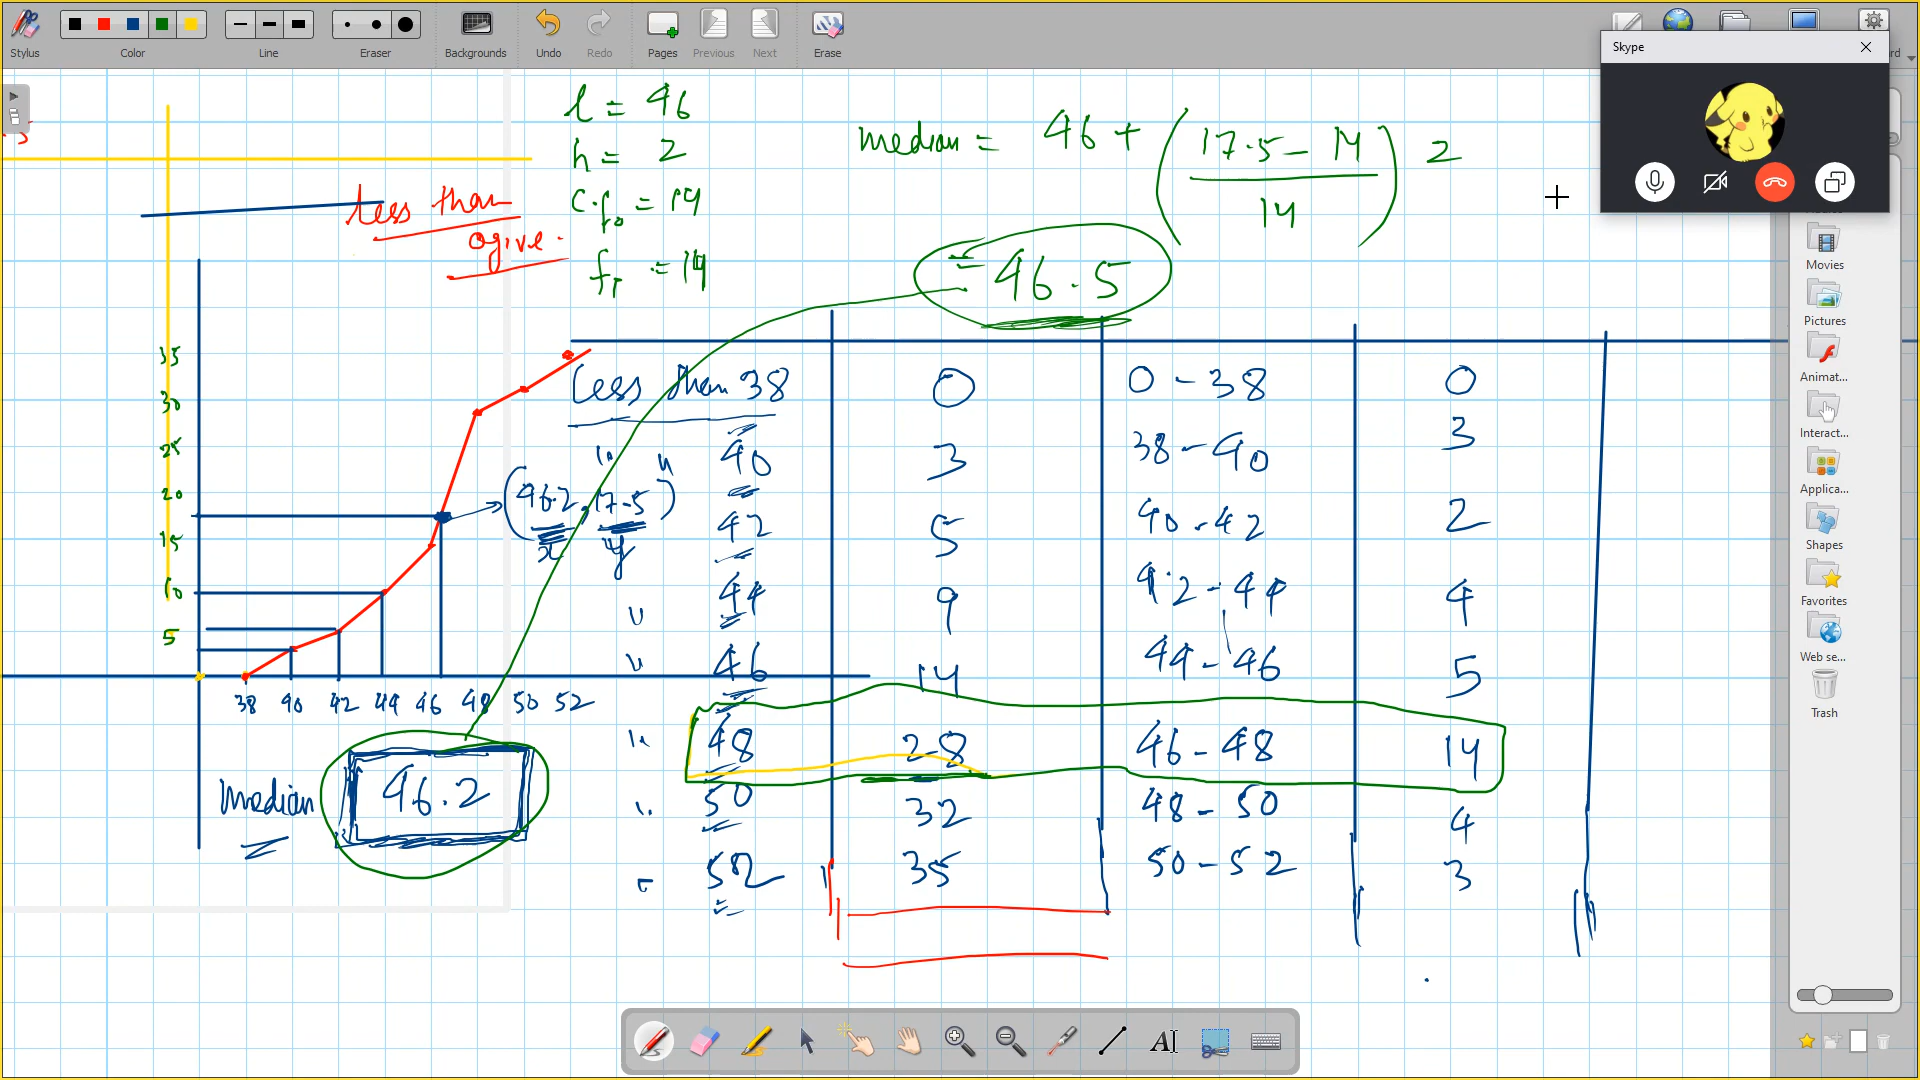 Stylus Color Line Eraser Backgrounds Undo Redo Pages Previous Next Erase
Skype
l = 46
h = 2
c.f₀ = 14
f₁ = 14
median = 46 + ( 17.5 - 14 / 14 ) 2
= 46.5
less than
ogive.
35
30
25
20
15
10
5
38 40 42 44 46 48 50 52
(46.2, 17.5)
x y
median 46.2
less than 38 0 0 - 38 0
" " 40 3 38 - 40 3
42 5 40 - 42 2
" 44 9 42 - 44 4
" 46 14 44 - 46 5
" 48 28 46 - 48 14
" 50 32 48 - 50 4
" 52 35 50 - 52 3
Movies
Pictures
Animat...
Interact...
Applica...
Shapes
Favorites
Web se...
Trash